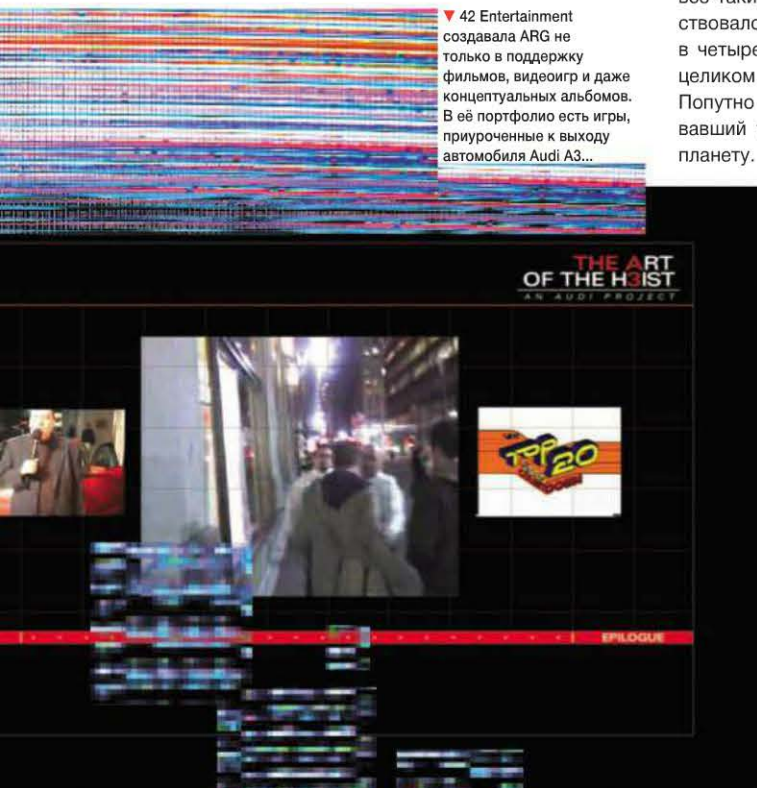 ▼ 42 Entertainment
создавала ARG не
только в поддержку
фильмов, видеоигр и даже
концептуальных альбомов.
В её портфолио есть игры,
приуроченные к выходу
автомобиля Audi A3...
ствовало
в четыре
целиком
Попутно
вавший
планету.
THE ART
OF THE H3IST
AN AUDI PROJECT
TOP 20
EPILOGUE